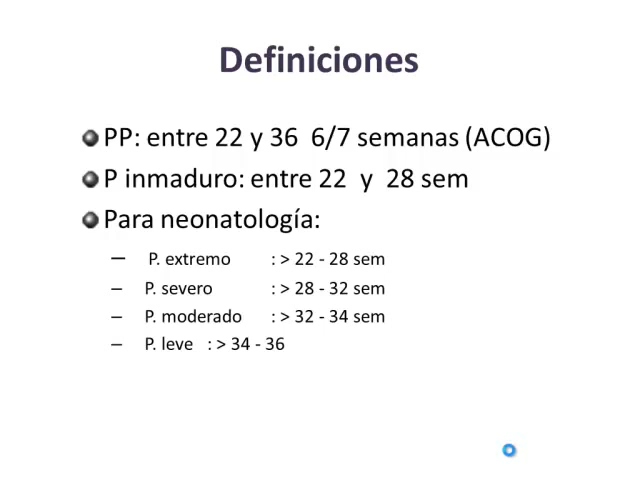 Definiciones
PP: entre 22 y 36 6/7 semanas (ACOG)
P inmaduro: entre 22 y 28 sem
Para neonatología:
– P. extremo : > 22 - 28 sem
– P. severo : > 28 - 32 sem
– P. moderado : > 32 - 34 sem
– P. leve : > 34 - 36